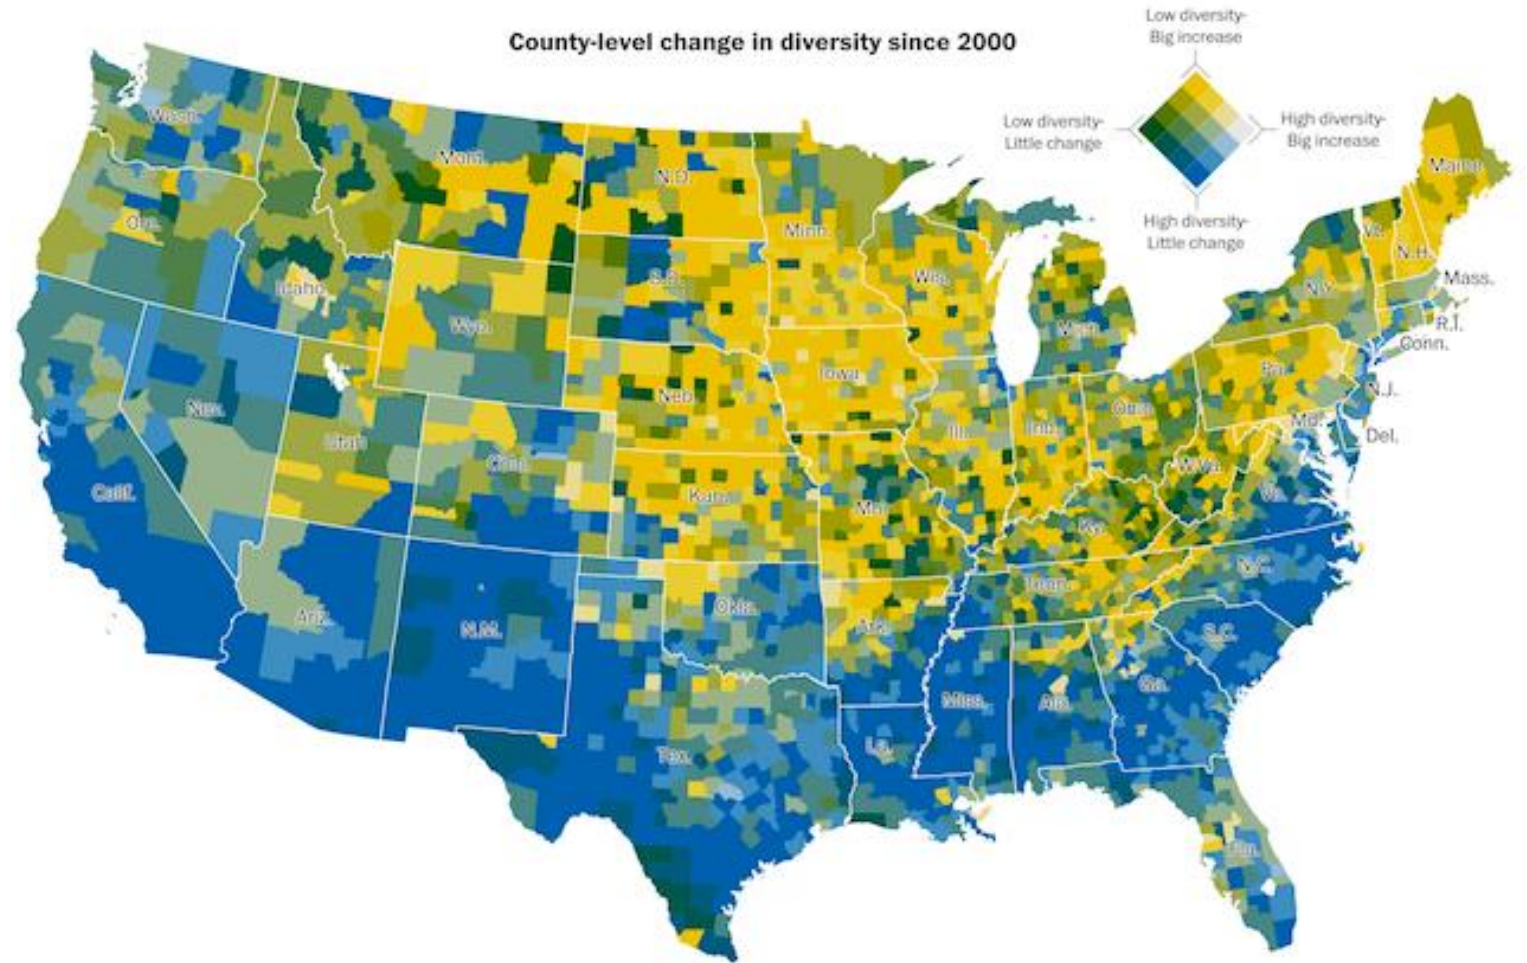 County-level change in diversity since 2000
Low diversity-
Big increase
Low diversity-
Little change
High diversity-
Big increase
High diversity-
Little change
Wash.
Mont.
N.D.
Minn.
Maine
Ore.
Vt.
N.H.
Idaho
S.D.
Wis.
N.Y.
Mass.
Wyo.
Mich.
R.I.
Conn.
Iowa
Pa.
Nev.
Neb.
Ohio
N.J.
Utah
Colo.
Ill.
Ind.
Md.
Del.
Calif.
Kans.
Mo.
W.Va.
Va.
Ky.
Ariz.
N.M.
Okla.
Ark.
Tenn.
N.C.
S.C.
Tex.
La.
Miss.
Ala.
Ga.
Fla.